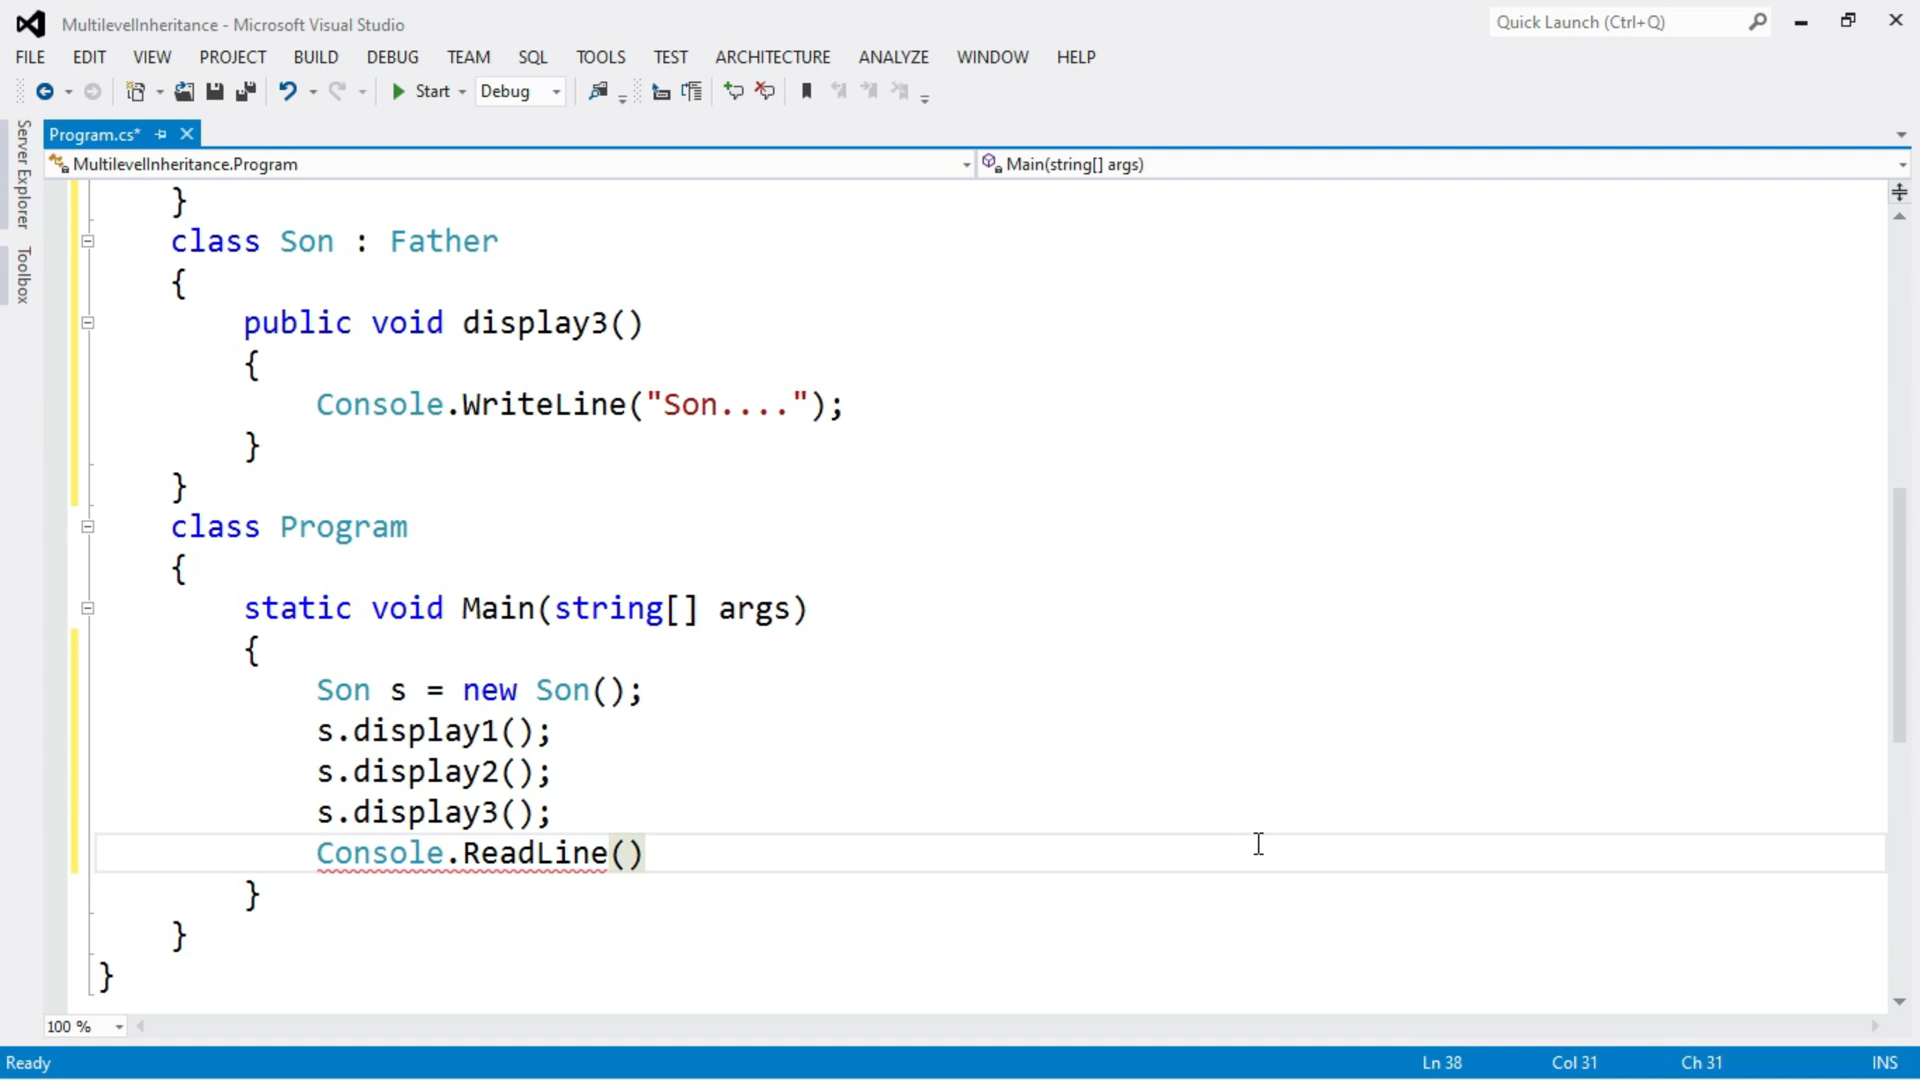 MultilevelInheritance - Microsoft Visual Studio
Quick Launch (Ctrl+Q)
FILE EDIT VIEW PROJECT BUILD DEBUG TEAM SQL TOOLS TEST ARCHITECTURE ANALYZE WINDOW HELP
Start Debug
Server Explorer
Toolbox
Program.cs*
MultilevelInheritance.Program
Main(string[] args)
}
class Son : Father
{
public void display3()
{
Console.WriteLine("Son....");
}
}
class Program
{
static void Main(string[] args)
{
Son s = new Son();
s.display1();
s.display2();
s.display3();
Console.ReadLine()
}
}
}
100 %
Ready Ln 38 Col 31 Ch 31 INS